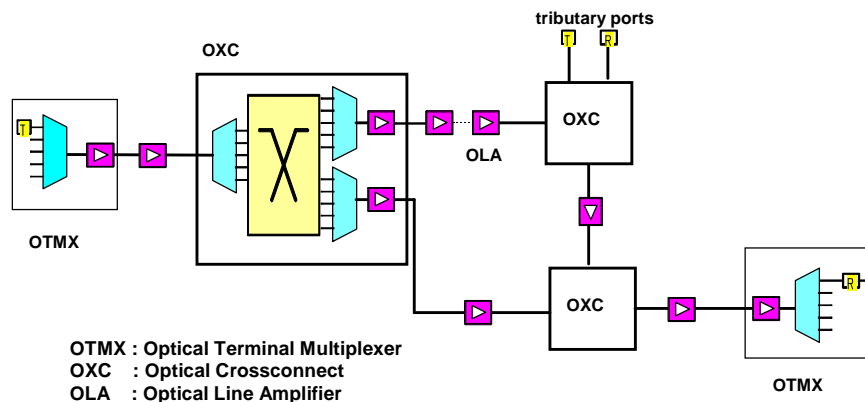 tributary ports
T R
OXC
T
OXC
OLA
OTMX
OXC
R
OTMX : Optical Terminal Multiplexer
OXC : Optical Crossconnect
OLA : Optical Line Amplifier
OTMX